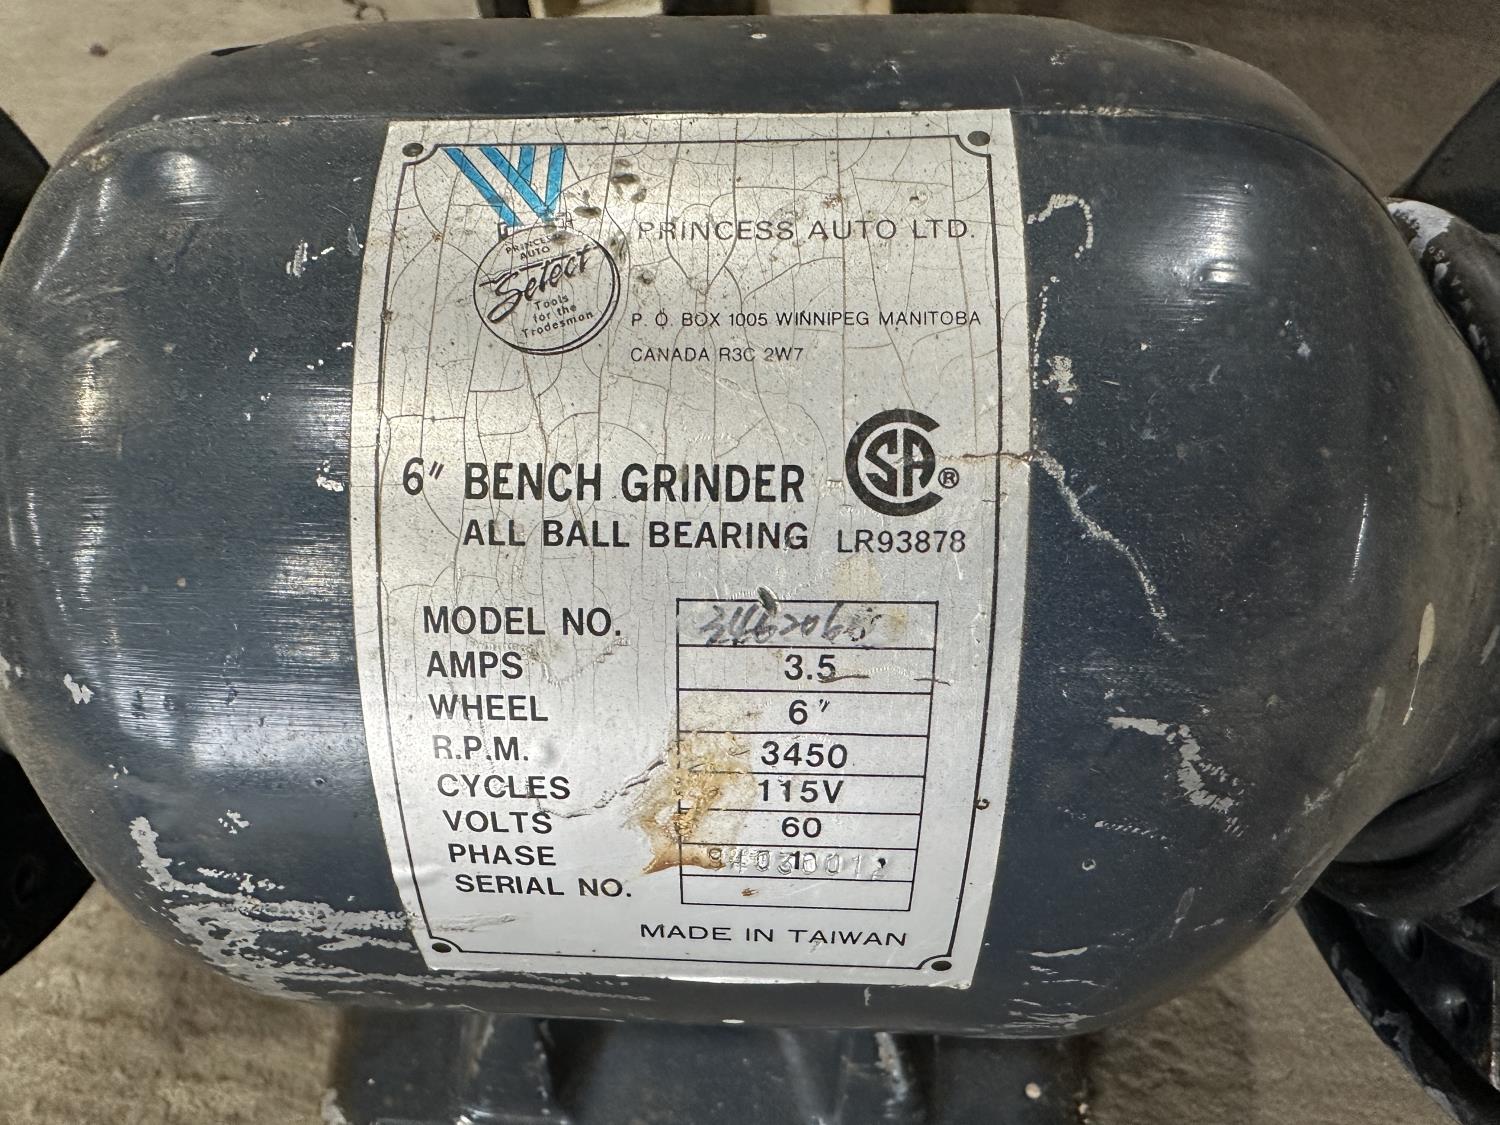 PRINCESS AUTO LTD.
PRINCESS
AUTO
Select
Tools
for the
Tradesman
P. O. BOX 1005 WINNIPEG MANITOBA
CANADA R3C 2W7
CSA ®
6" BENCH GRINDER
ALL BALL BEARING LR93878
MODEL NO.
AMPS 3.5
WHEEL 6"
R.P.M. 3450
CYCLES 115V
VOLTS 60
PHASE 1
SERIAL NO.
MADE IN TAIWAN